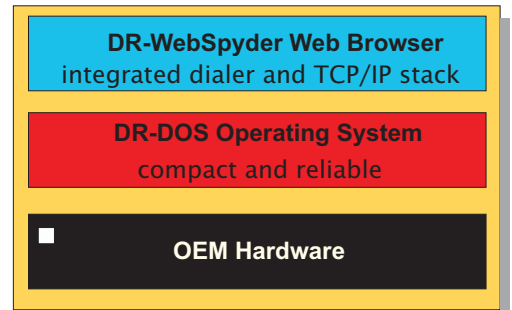 DR-WebSpyder Web Browser
integrated dialer and TCP/IP stack
DR-DOS Operating System
compact and reliable
OEM Hardware